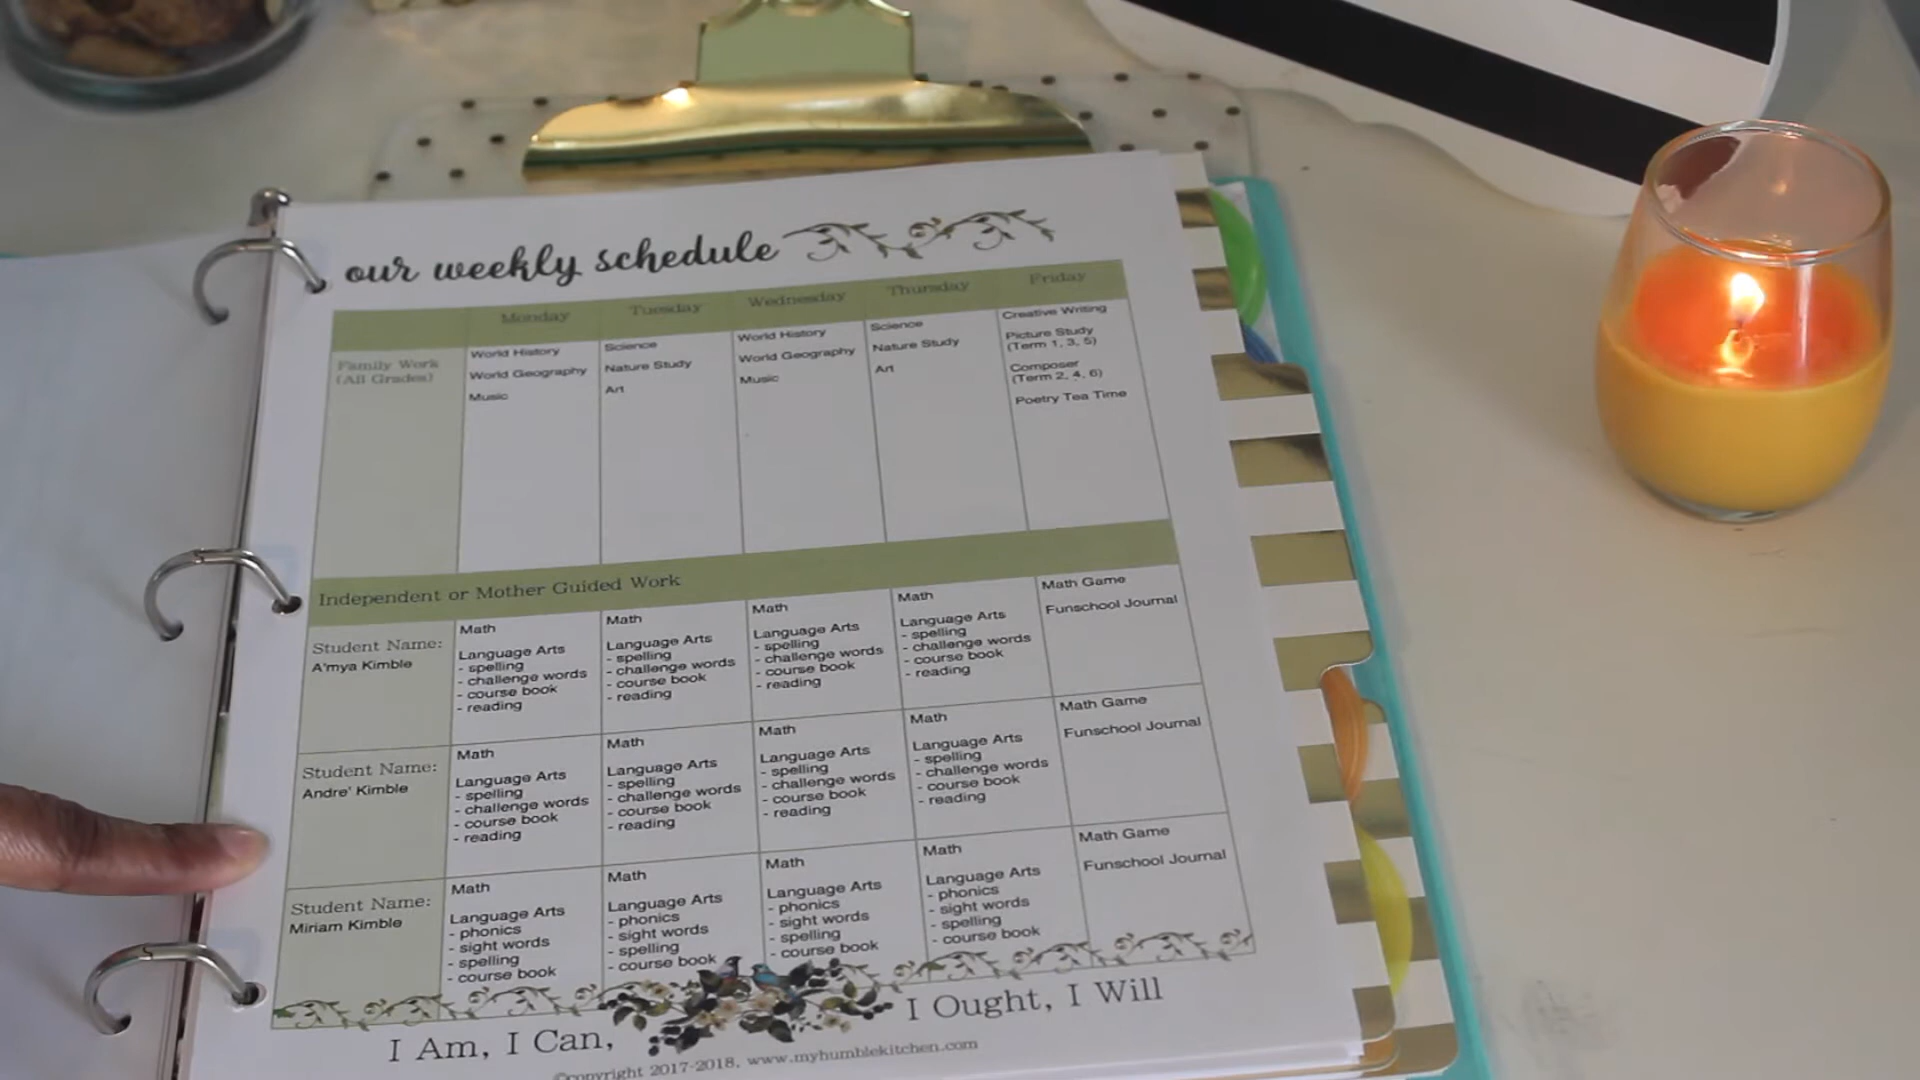 our weekly schedule
Monday
Tuesday
Wednesday
Thursday
Friday
Family Work
(All Grades)
World History
World Geography
Music
Science
Nature Study
Art
World History
World Geography
Music
Science
Nature Study
Art
Creative Writing
Picture Study
(Term 1, 3, 5)
Composer
(Term 2, 4, 6)
Poetry Tea Time
Independent or Mother Guided Work
Student Name:
A'mya Kimble
Math
Language Arts
- spelling
- challenge words
- course book
- reading
Math
Language Arts
- spelling
- challenge words
- course book
- reading
Math
Language Arts
- spelling
- challenge words
- course book
- reading
Math
Language Arts
- spelling
- challenge words
- course book
- reading
Math Game
Funschool Journal
Student Name:
Andre' Kimble
Math
Language Arts
- spelling
- challenge words
- course book
- reading
Math
Language Arts
- spelling
- challenge words
- course book
- reading
Math
Language Arts
- spelling
- challenge words
- course book
- reading
Math
Language Arts
- spelling
- challenge words
- course book
- reading
Math Game
Funschool Journal
Student Name:
Miriam Kimble
Math
Language Arts
- phonics
- sight words
- spelling
- course book
Math
Language Arts
- phonics
- sight words
- spelling
- course book
Math
Language Arts
- phonics
- sight words
- spelling
- course book
Math
Language Arts
- phonics
- sight words
- spelling
- course book
Math Game
Funschool Journal
I Am, I Can, I Ought, I Will
©copyright 2017-2018, www.myhumblekitchen.com